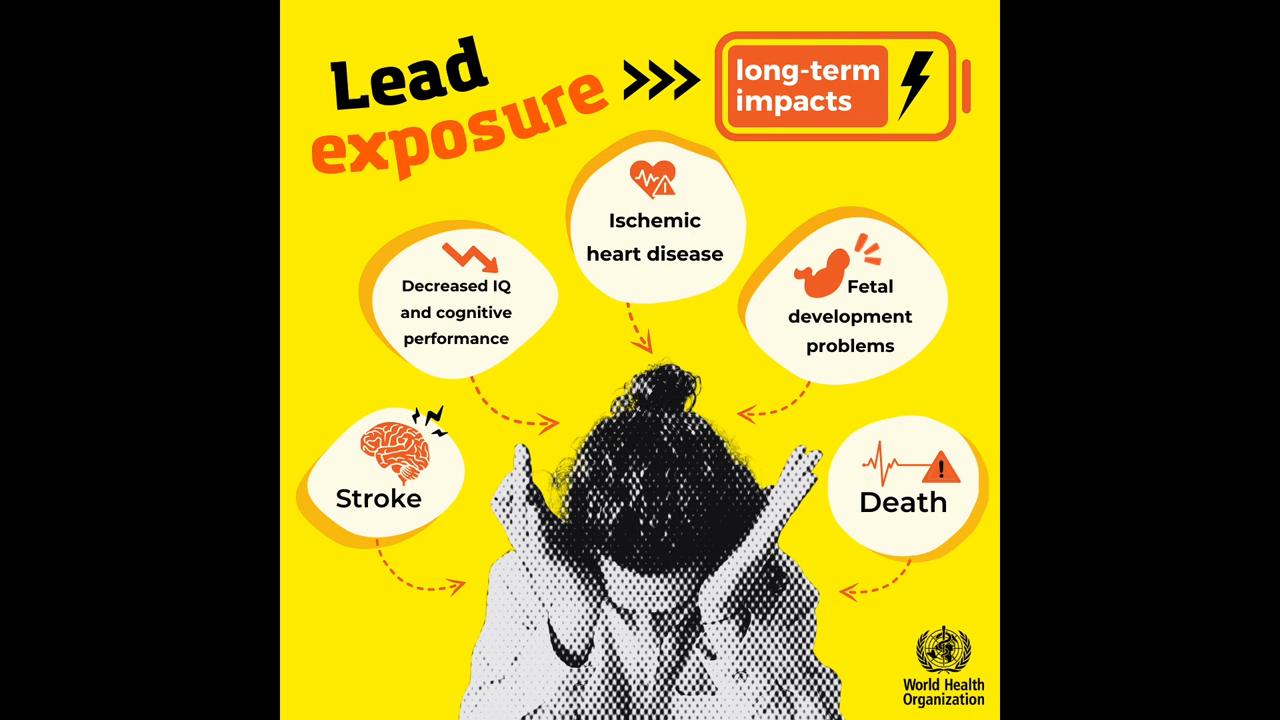 Lead
exposure
>>>
long-term
impacts
Ischemic
heart disease
Decreased IQ
and cognitive
performance
Fetal
development
problems
Stroke
Death
World Health
Organization